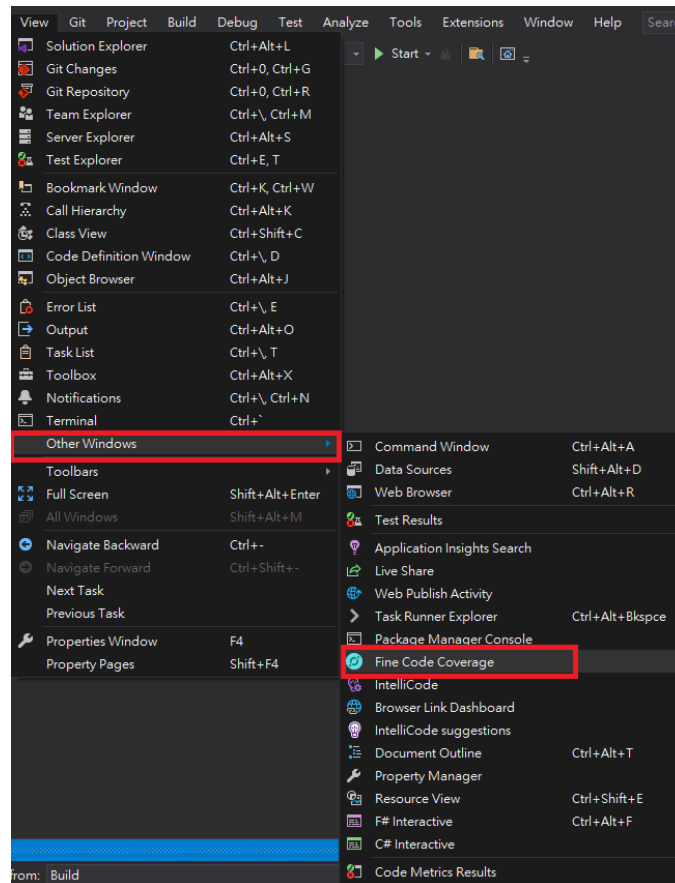 View Git Project Build Debug Test Analyze Tools Extensions Window Help Sear
Start
Solution Explorer Ctrl+Alt+L
Git Changes Ctrl+0, Ctrl+G
Git Repository Ctrl+0, Ctrl+R
Team Explorer Ctrl+\, Ctrl+M
Server Explorer Ctrl+Alt+S
Test Explorer Ctrl+E, T
Bookmark Window Ctrl+K, Ctrl+W
Call Hierarchy Ctrl+Alt+K
Class View Ctrl+Shift+C
Code Definition Window Ctrl+\, D
Object Browser Ctrl+Alt+J
Error List Ctrl+\, E
Output Ctrl+Alt+O
Task List Ctrl+\, T
Toolbox Ctrl+Alt+X
Notifications Ctrl+\, Ctrl+N
Terminal Ctrl+`
Other Windows
Toolbars
Full Screen Shift+Alt+Enter
All Windows Shift+Alt+M
Navigate Backward Ctrl+-
Navigate Forward Ctrl+Shift+-
Next Task
Previous Task
Properties Window F4
Property Pages Shift+F4
Command Window Ctrl+Alt+A
Data Sources Shift+Alt+D
Web Browser Ctrl+Alt+R
Test Results
Application Insights Search
Live Share
Web Publish Activity
Task Runner Explorer Ctrl+Alt+Bkspce
Package Manager Console
Fine Code Coverage
IntelliCode
Browser Link Dashboard
IntelliCode suggestions
Document Outline Ctrl+Alt+T
Property Manager
Resource View Ctrl+Shift+E
F# Interactive Ctrl+Alt+F
C# Interactive
Code Metrics Results
from: Build